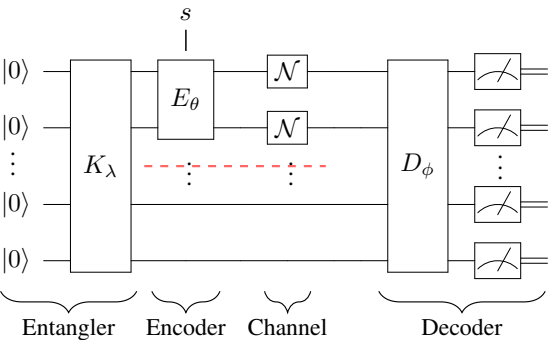 s
|0⟩ K_λ E_θ 𝒩 D_ϕ
|0⟩ 𝒩
⋮ ⋮ ⋮ ⋮
|0⟩
|0⟩
Entangler Encoder Channel Decoder